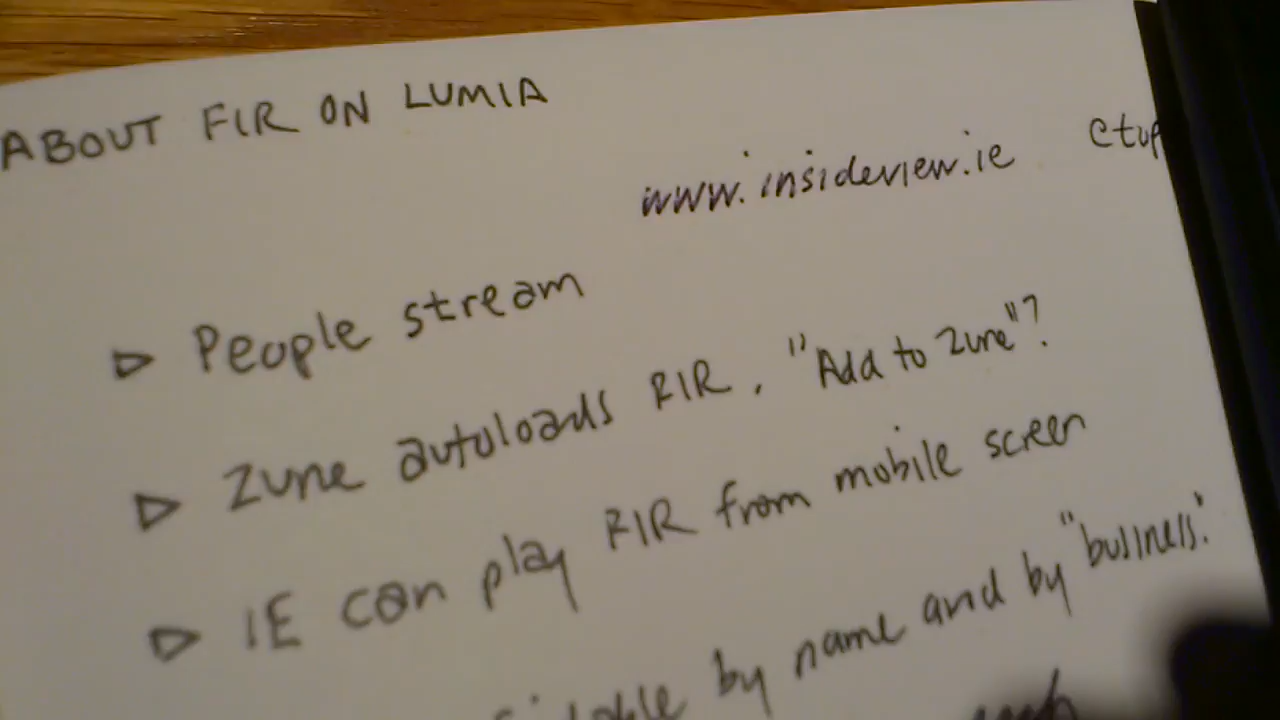 ABOUT FIR ON LUMIA
www.insideview.ie
▷ People stream
▷ Zune autoloads FIR. "Add to Zune"?
▷ IE can play FIR from mobile screen
by name and by "business".